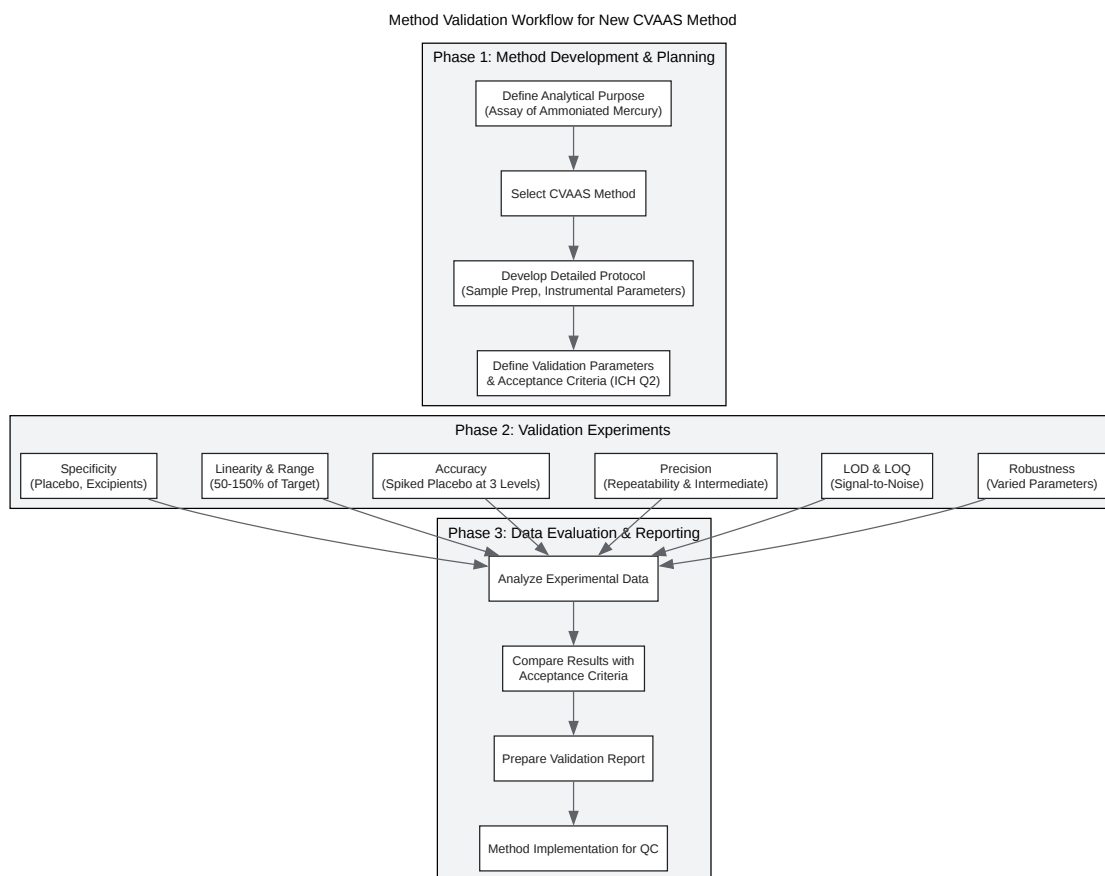 Method Validation Workflow for New CVAAS Method
Phase 1: Method Development & Planning
Define Analytical Purpose
(Assay of Ammoniated Mercury)
Select CVAAS Method
Develop Detailed Protocol
(Sample Prep, Instrumental Parameters)
Define Validation Parameters
& Acceptance Criteria (ICH Q2)
Phase 2: Validation Experiments
Specificity
(Placebo, Excipients)
Linearity & Range
(50-150% of Target)
Accuracy
(Spiked Placebo at 3 Levels)
Precision
(Repeatability & Intermediate)
LOD & LOQ
(Signal-to-Noise)
Robustness
(Varied Parameters)
Phase 3: Data Evaluation & Reporting
Analyze Experimental Data
Compare Results with
Acceptance Criteria
Prepare Validation Report
Method Implementation for QC